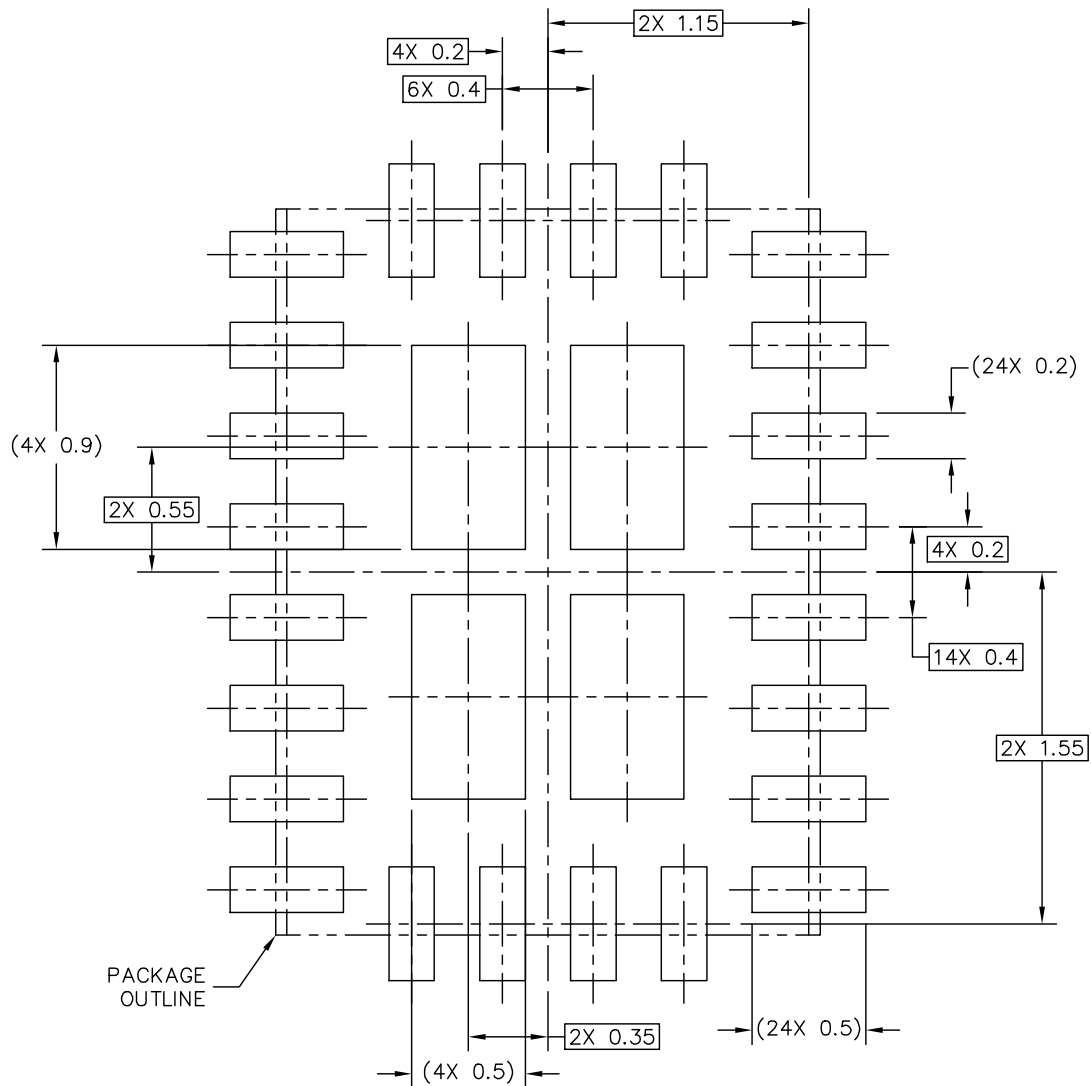 2X 1.15
4X 0.2
6X 0.4
(24X 0.2)
(4X 0.9)
2X 0.55
4X 0.2
14X 0.4
2X 1.55
PACKAGE
OUTLINE
2X 0.35
(24X 0.5)
(4X 0.5)